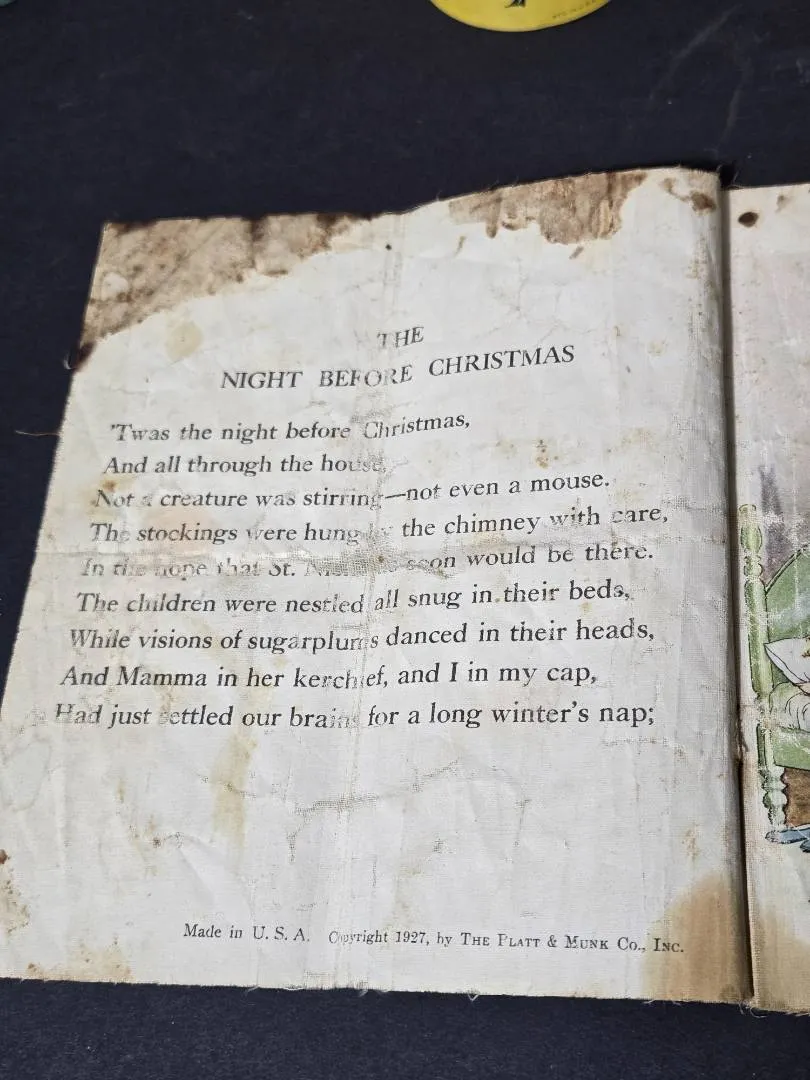 THE
NIGHT BEFORE CHRISTMAS
'Twas the night before Christmas,
And all through the house,
Not a creature was stirring—not even a mouse.
The stockings were hung by the chimney with care,
In the hope that St. soon would be there.
The children were nestled all snug in their beds,
While visions of sugarplums danced in their heads,
And Mamma in her kerchief, and I in my cap,
Had just settled our brains for a long winter's nap;
Made in U. S. A. Copyright 1927, by THE PLATT & MUNK CO., INC.